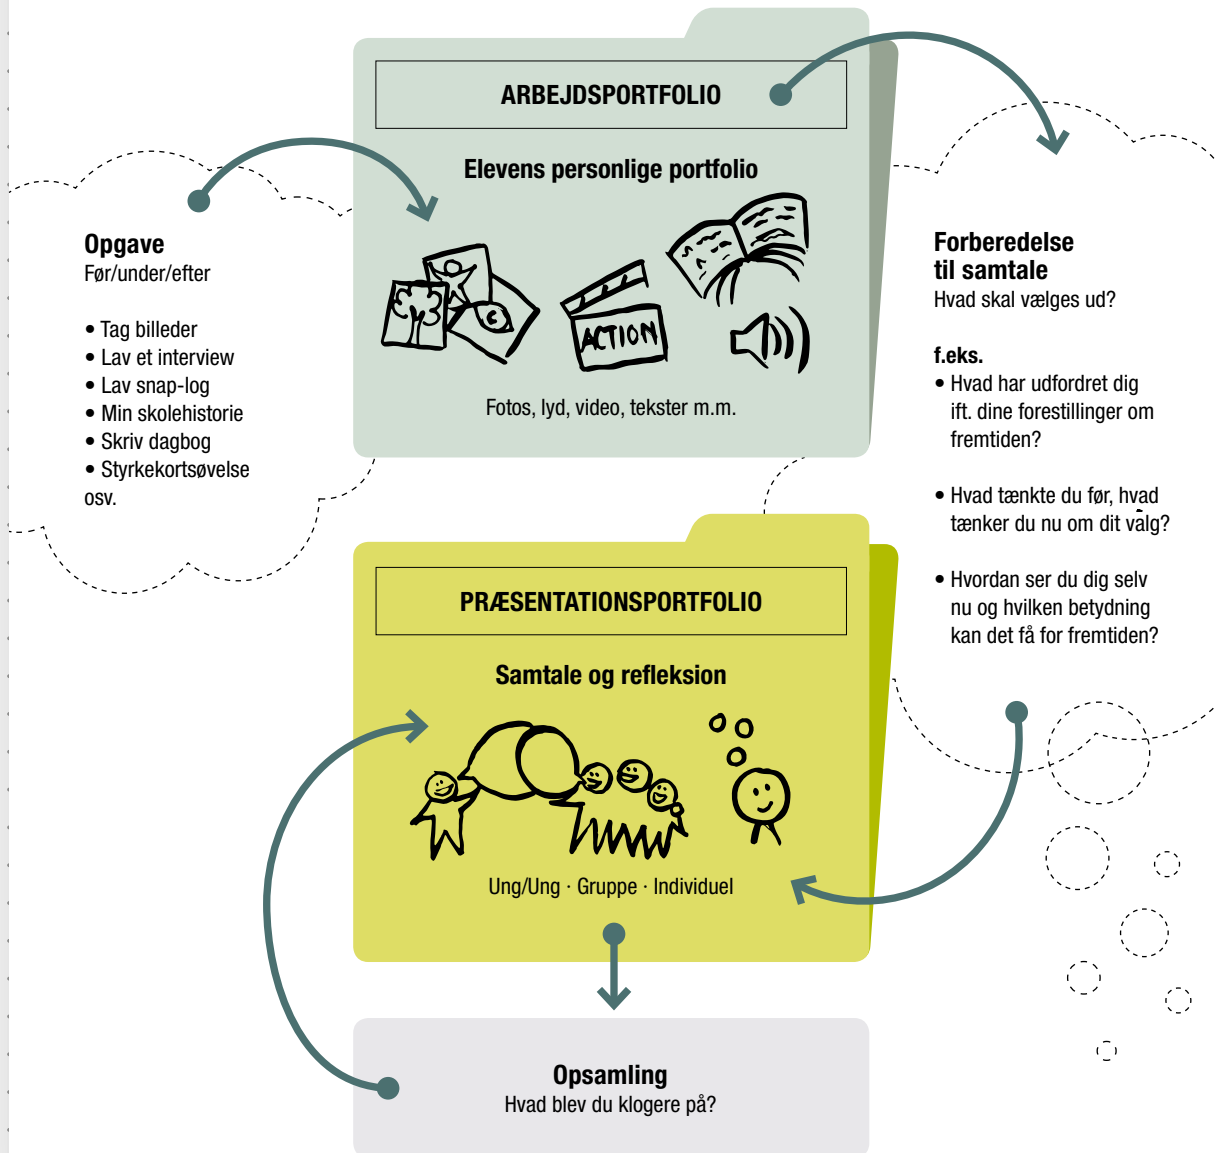 ARBEJDSPORTFOLIO
Elevens personlige portfolio
ACTION
Fotos, lyd, video, tekster m.m.
Opgave
Før/under/efter
• Tag billeder
• Lav et interview
• Lav snap-log
• Min skolehistorie
• Skriv dagbog
• Styrkekortsøvelse
osv.
Forberedelse
til samtale
Hvad skal vælges ud?
f.eks.
• Hvad har udfordret dig
ift. dine forestillinger om
fremtiden?
• Hvad tænkte du før, hvad
tænker du nu om dit valg?
• Hvordan ser du dig selv
nu og hvilken betydning
kan det få for fremtiden?
PRÆSENTATIONSPORTFOLIO
Samtale og refleksion
Ung/Ung · Gruppe · Individuel
Opsamling
Hvad blev du klogere på?